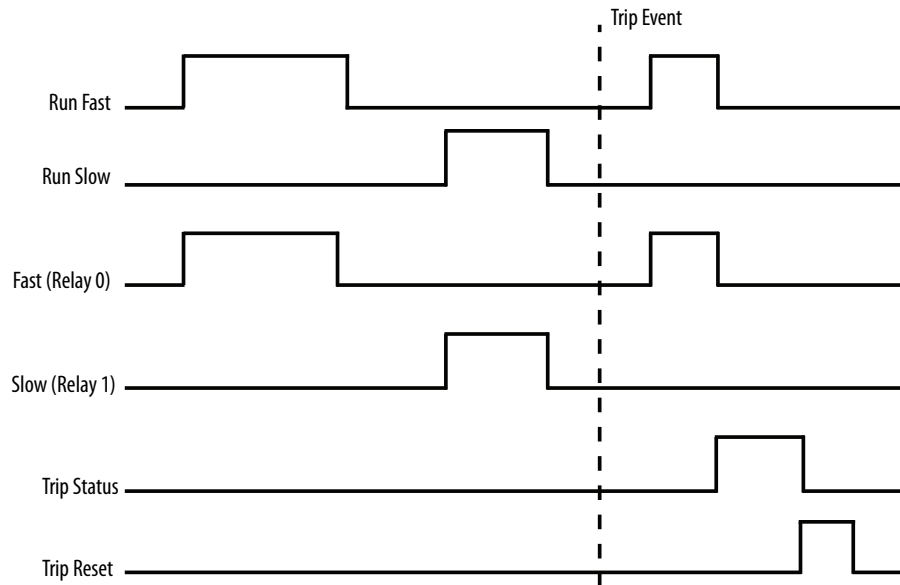 Trip Event
Run Fast
Run Slow
Fast (Relay 0)
Slow (Relay 1)
Trip Status
Trip Reset